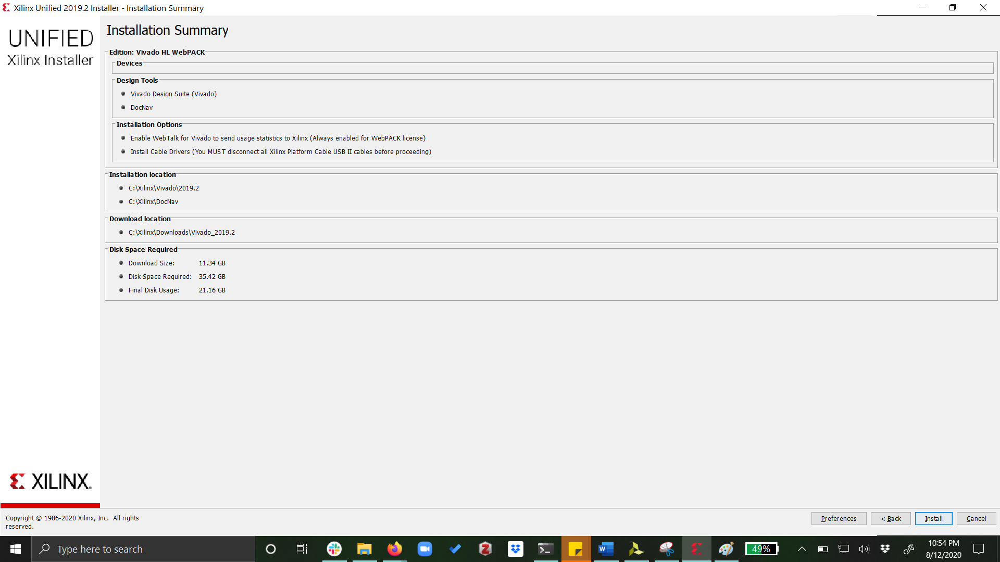 Xilinx Unified 2019.2 Installer - Installation Summary
UNIFIED
Xilinx Installer
Installation Summary
Edition: Vivado HL WebPACK
Devices
Design Tools
Vivado Design Suite (Vivado)
DocNav
Installation Options
Enable WebTalk for Vivado to send usage statistics to Xilinx (Always enabled for WebPACK license)
Install Cable Drivers (You MUST disconnect all Xilinx Platform Cable USB II cables before proceeding)
Installation location
C:\Xilinx\Vivado\2019.2
C:\Xilinx\DocNav
Download location
C:\Xilinx\Downloads\Vivado_2019.2
Disk Space Required
Download Size: 11.34 GB
Disk Space Required: 35.42 GB
Final Disk Usage: 21.16 GB
XILINX.
Copyright © 1986-2020 Xilinx, Inc. All rights
reserved.
Preferences
< Back
Install
Cancel
Type here to search
49%
10:54 PM
8/12/2020